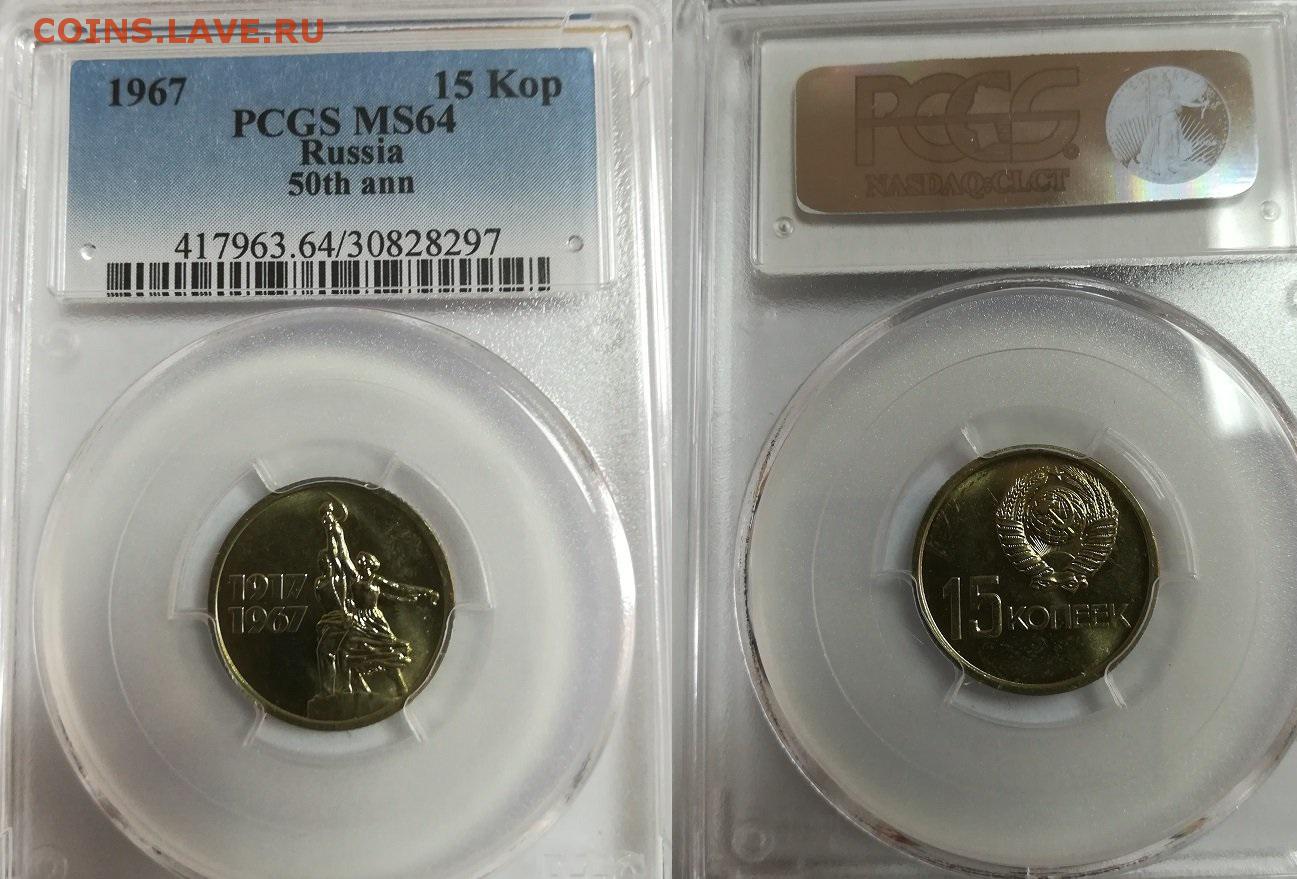 COINS.LAVE.RU
1967 15 Kop
PCGS MS64
Russia
50th ann
417963.64/30828297
1917
1967
PCGS
NASDAQ:CLCT
15 КОПЕЕК